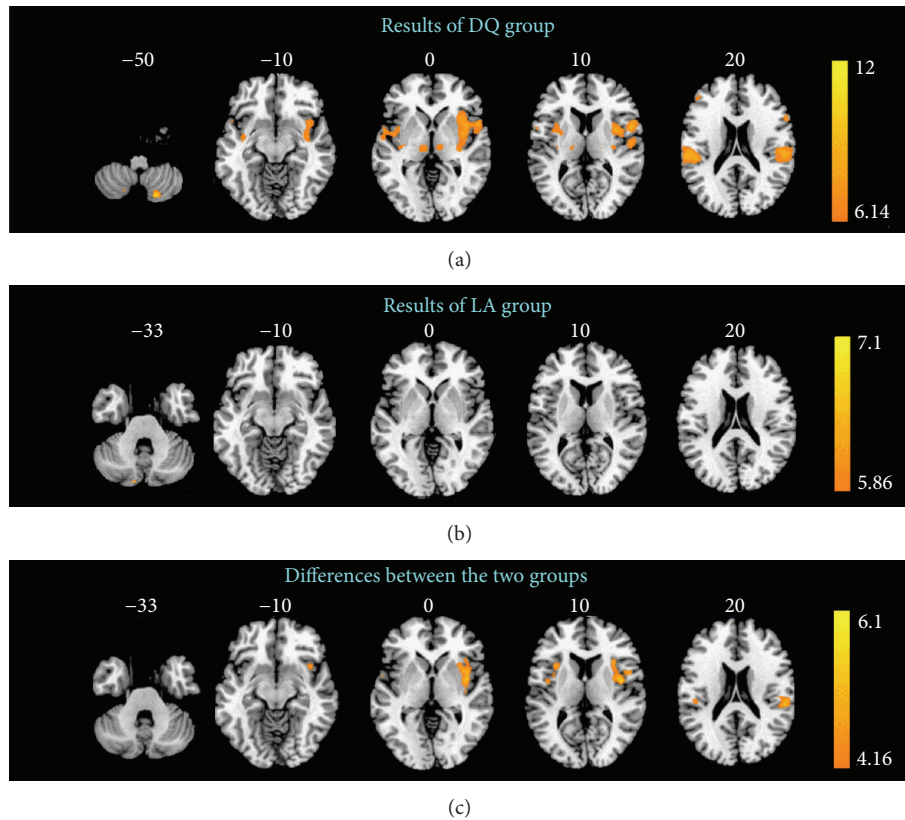 Results of DQ group
−50 −10 0 10 20
12
6.14
(a)
Results of LA group
−33 −10 0 10 20
7.1
5.86
(b)
Differences between the two groups
−33 −10 0 10 20
6.1
4.16
(c)